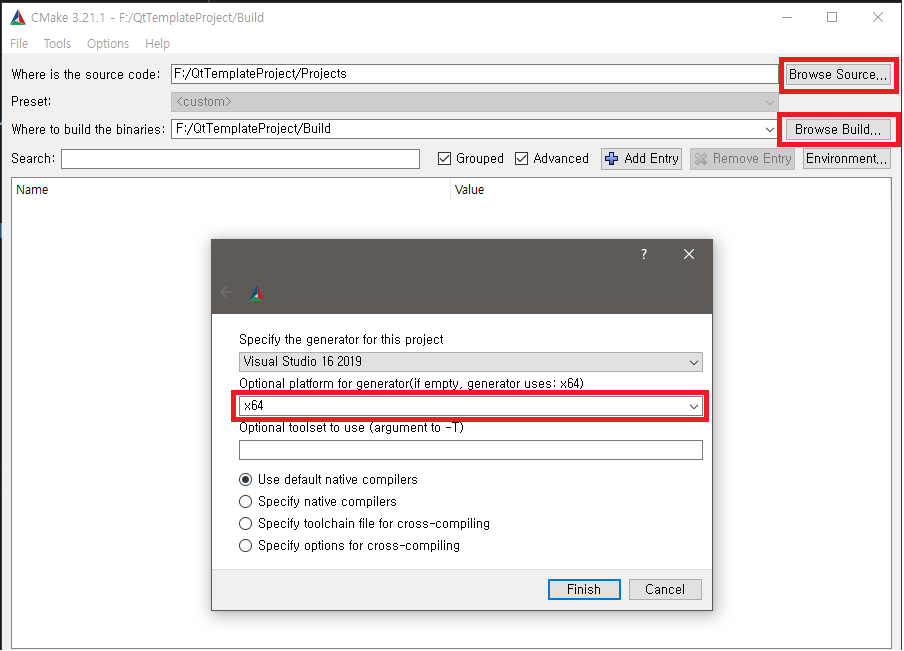 CMake 3.21.1 - F:/QtTemplateProject/Build
File Tools Options Help
Where is the source code: F:/QtTemplateProject/Projects Browse Source...
Preset: <custom>
Where to build the binaries: F:/QtTemplateProject/Build Browse Build...
Search: Grouped Advanced Add Entry Remove Entry Environment...
Name Value
?
Specify the generator for this project
Visual Studio 16 2019
Optional platform for generator(if empty, generator uses: x64)
x64
Optional toolset to use (argument to -T)
Use default native compilers
Specify native compilers
Specify toolchain file for cross-compiling
Specify options for cross-compiling
Finish Cancel